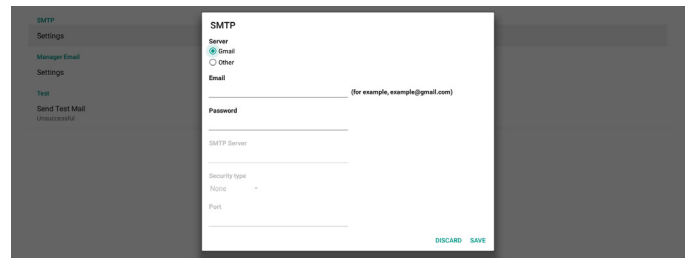 SMTP
Settings
Manager Email
Settings
Test
Send Test Mail
Unsuccessful
SMTP
Server
Gmail
Other
Email
(for example, example@gmail.com)
Password
SMTP Server
Security type
None
Port
DISCARD SAVE